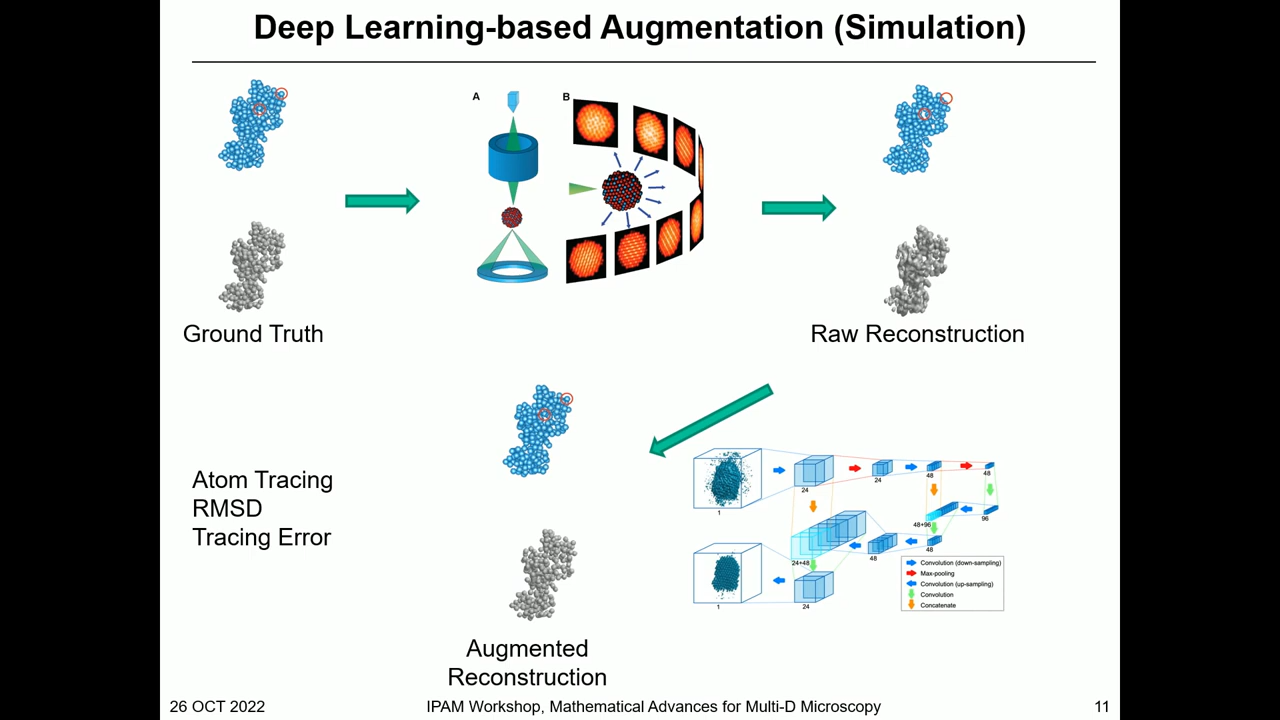 Deep Learning-based Augmentation (Simulation)
A
B
Ground Truth
Raw Reconstruction
Atom Tracing
RMSD
Tracing Error
1
24
24
48
48
48+96
96
24+48
48
48
1
24
Convolution (down-sampling)
Max-pooling
Convolution (up-sampling)
Convolution
Concatenate
Augmented
Reconstruction
26 OCT 2022
IPAM Workshop, Mathematical Advances for Multi-D Microscopy
11